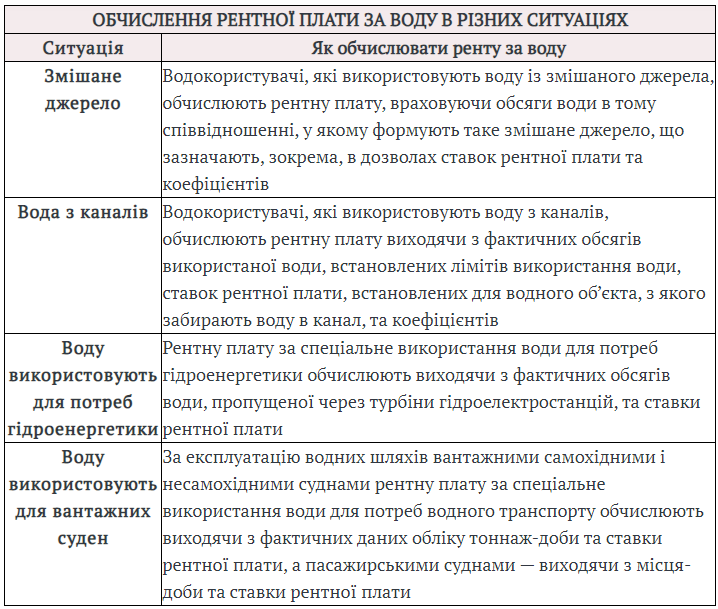 ОБЧИСЛЕННЯ РЕНТНОЇ ПЛАТИ ЗА ВОДУ В РІЗНИХ СИТУАЦІЯХ
Ситуація
Як обчислювати ренту за воду
Змішане
джерело
Водокористувачі, які використовують воду із змішаного джерела,
обчислюють рентну плату, враховуючи обсяги води в тому
співвідношенні, у якому формують таке змішане джерело, що
зазначають, зокрема, в дозволах ставок рентної плати та
коефіцієнтів
Вода з каналів
Водокористувачі, які використовують воду з каналів,
обчислюють рентну плату виходячи з фактичних обсягів
використаної води, встановлених лімітів використання води,
ставок рентної плати, встановлених для водного об’єкта, з якого
забирають воду в канал, та коефіцієнтів
Воду
використовують
для потреб
гідроенергетики
Рентну плату за спеціальне використання води для потреб
гідроенергетики обчислюють виходячи з фактичних обсягів
води, пропущеної через турбіни гідроелектростанцій, та ставки
рентної плати
Воду
використовують
для вантажних
суден
За експлуатацію водних шляхів вантажними самохідними і
несамохідними суднами рентну плату за спеціальне
використання води для потреб водного транспорту обчислюють
виходячи з фактичних даних обліку тоннаж-доби та ставки
рентної плати, а пасажирськими суднами — виходячи з місця-
доби та ставки рентної плати